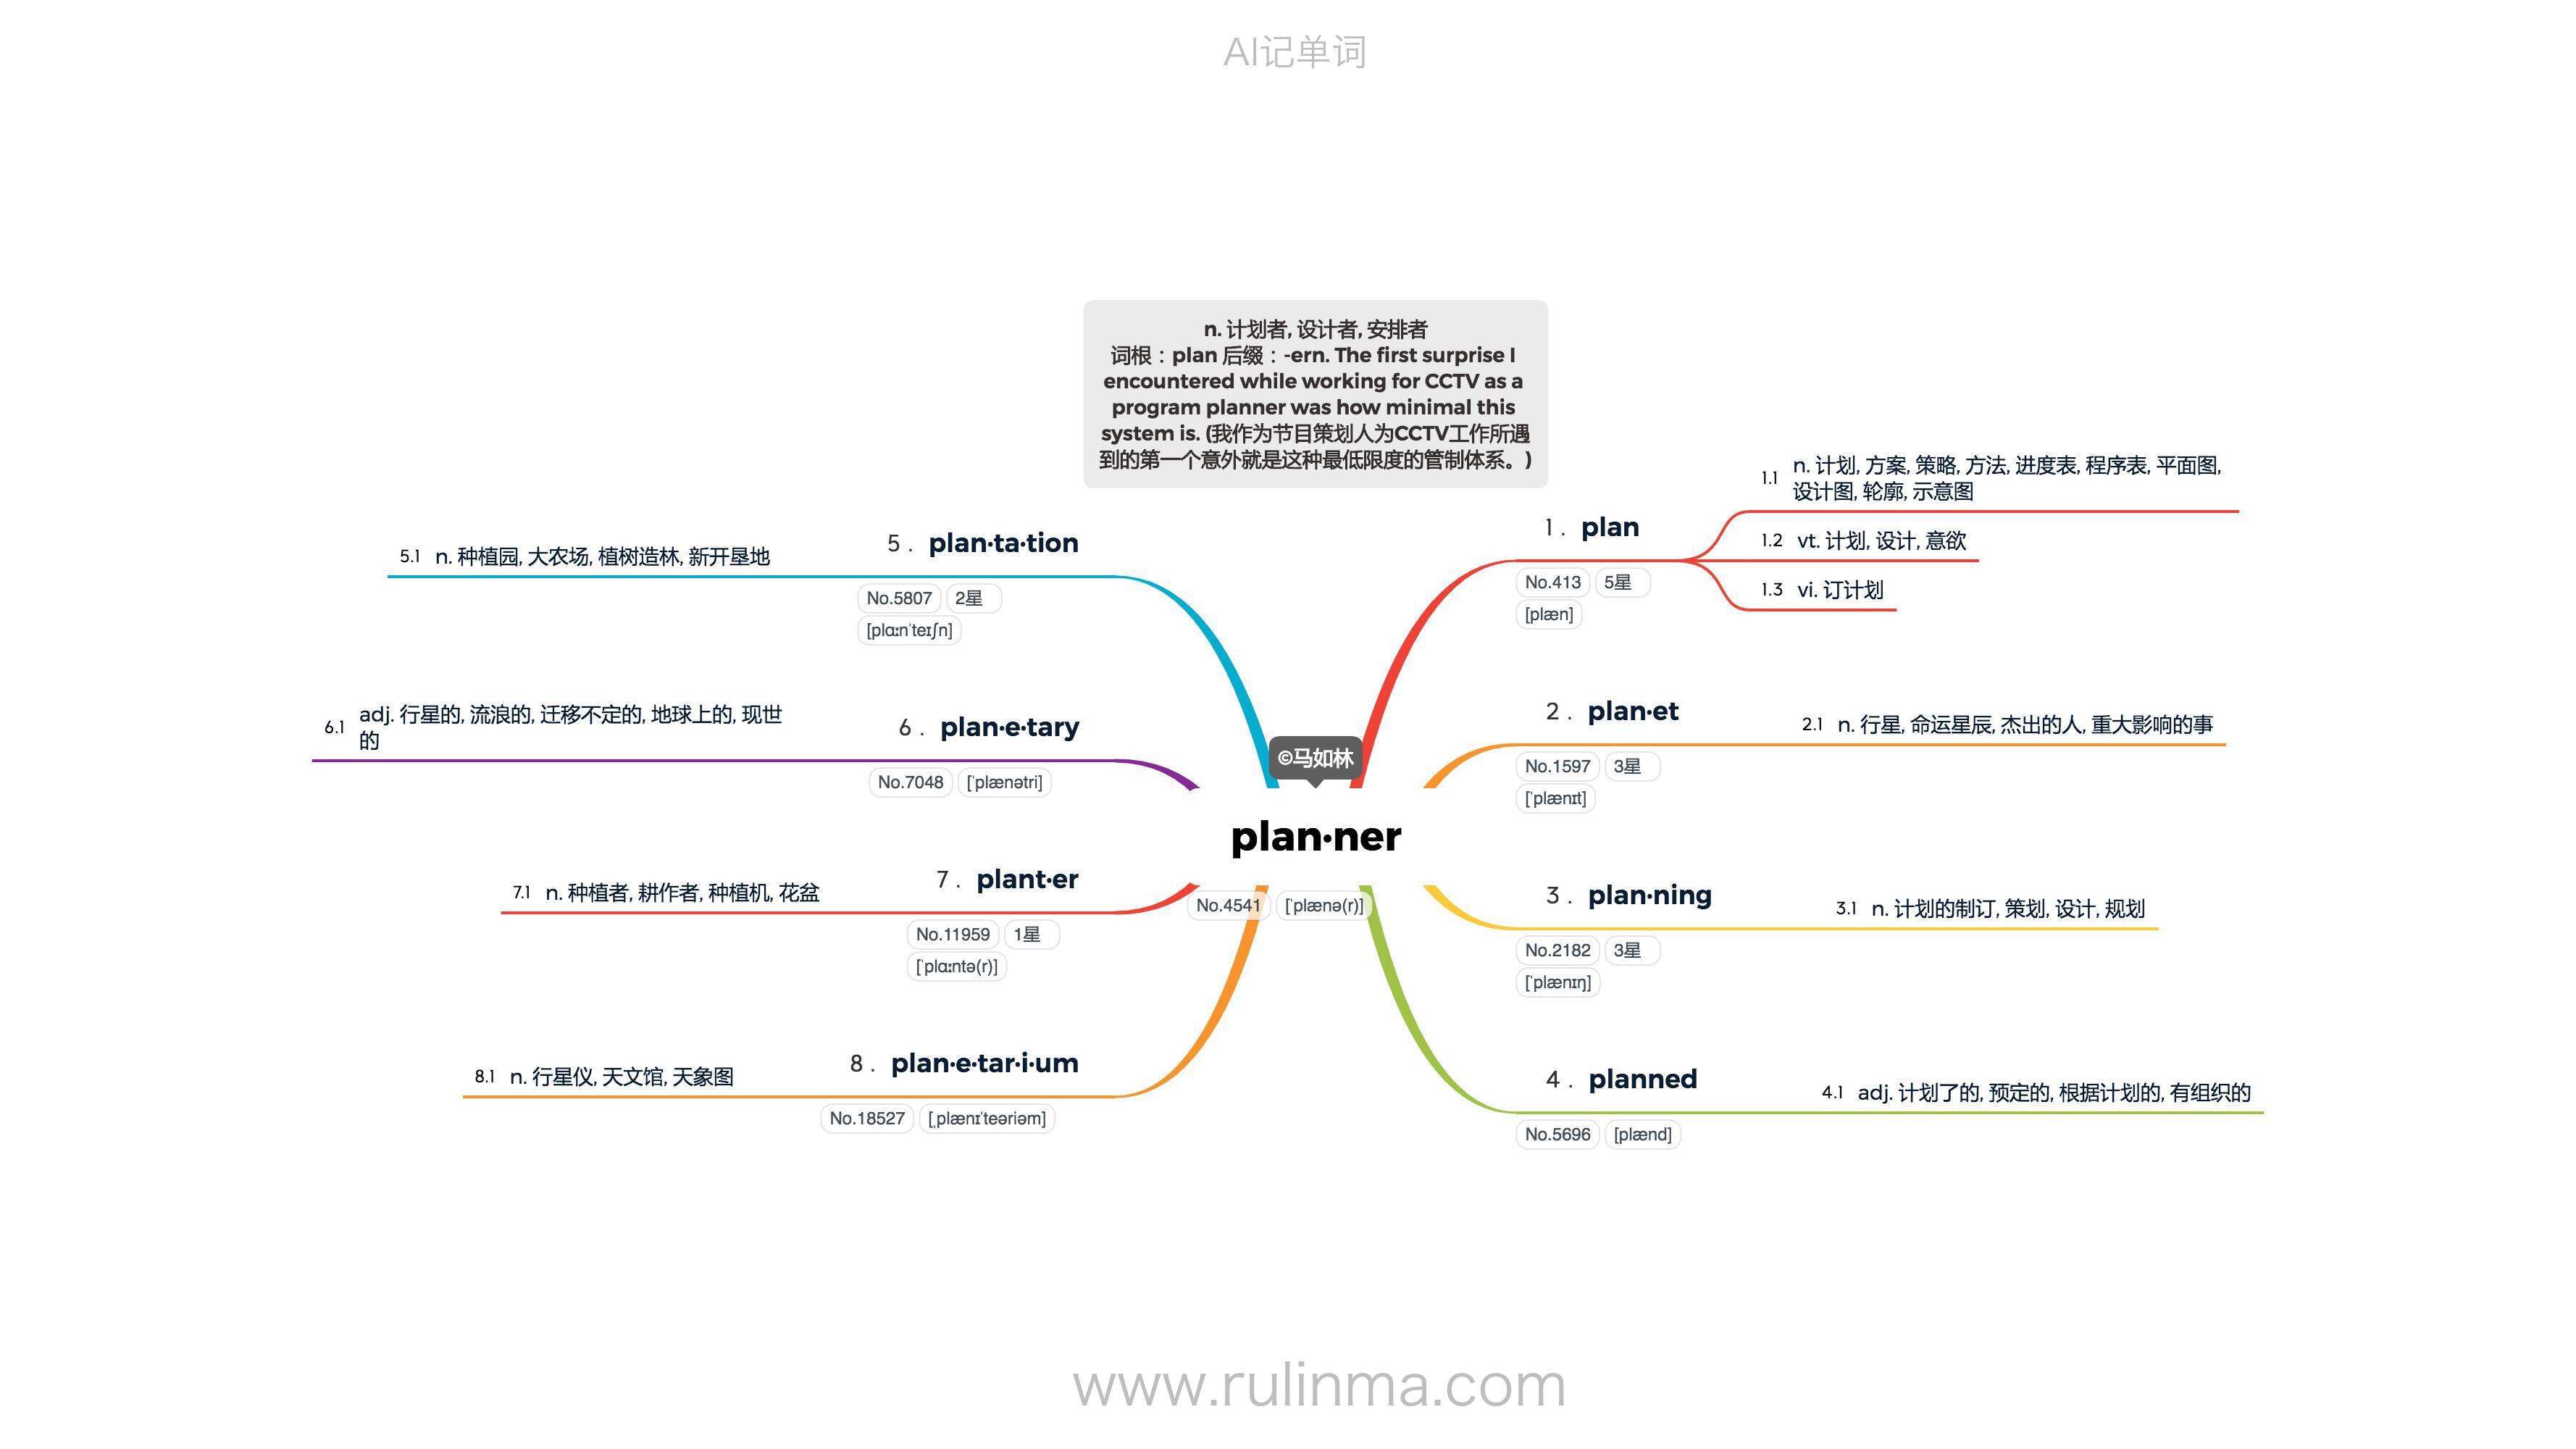 AI记单词
n. 计划者, 设计者, 安排者
词根：plan 后缀：-ern. The first surprise I
encountered while working for CCTV as a
program planner was how minimal this
system is. (我作为节目策划人为CCTV工作所遇
到的第一个意外就是这种最低限度的管制体系。)
©马如林
plan·ner
No.4541 [ˈplænə(r)]
1 . plan
No.413 5星
[plæn]
1.1 n. 计划, 方案, 策略, 方法, 进度表, 程序表, 平面图,
设计图, 轮廓, 示意图
1.2 vt. 计划, 设计, 意欲
1.3 vi. 订计划
2 . plan·et
No.1597 3星
[ˈplænɪt]
2.1 n. 行星, 命运星辰, 杰出的人, 重大影响的事
3 . plan·ning
No.2182 3星
[ˈplænɪŋ]
3.1 n. 计划的制订, 策划, 设计, 规划
4 . planned
No.5696 [plænd]
4.1 adj. 计划了的, 预定的, 根据计划的, 有组织的
5 . plan·ta·tion
No.5807 2星
[plɑːnˈteɪʃn]
5.1 n. 种植园, 大农场, 植树造林, 新开垦地
6 . plan·e·tary
No.7048 [ˈplænətri]
6.1 adj. 行星的, 流浪的, 迁移不定的, 地球上的, 现世
的
7 . plant·er
No.11959 1星
[ˈplɑːntə(r)]
7.1 n. 种植者, 耕作者, 种植机, 花盆
8 . plan·e·tar·i·um
No.18527 [ˌplænɪˈteəriəm]
8.1 n. 行星仪, 天文馆, 天象图
www.rulinma.com